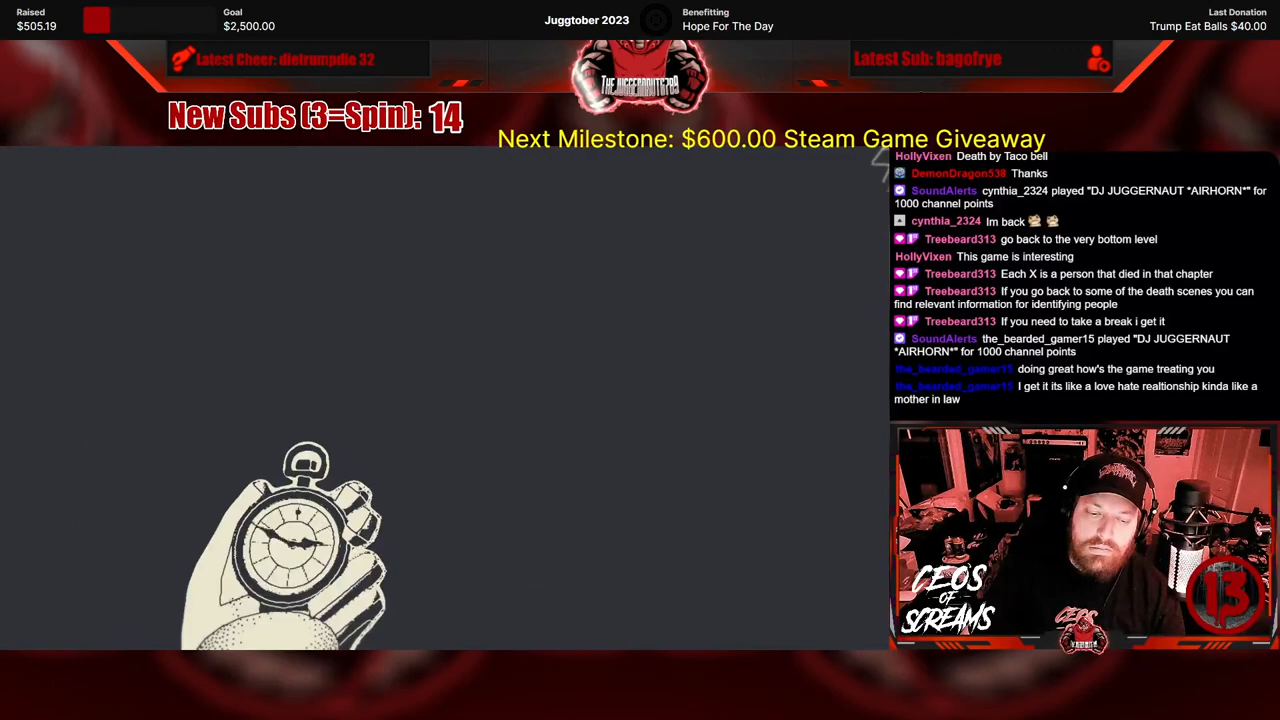 Raised
$505.19
Goal
$2,500.00
Juggtober 2023
Benefitting
Hope For The Day
Last Donation
Trump Eat Balls $40.00
Latest Cheer: dietrumpdie 32
THEJUGGERNAUT6789
Latest Sub: bagofrye
New Subs (3=Spin): 14
Next Milestone: $600.00 Steam Game Giveaway
HollyVixen Death by Taco bell
DemonDragon538 Thanks
SoundAlerts cynthia_2324 played "DJ JUGGERNAUT *AIRHORN*" for
1000 channel points
cynthia_2324 Im back
Treebeard313 go back to the very bottom level
HollyVixen This game is interesting
Treebeard313 Each X is a person that died in that chapter
Treebeard313 If you go back to some of the death scenes you can
find relevant information for identifying people
Treebeard313 If you need to take a break i get it
SoundAlerts the_bearded_gamer15 played "DJ JUGGERNAUT
*AIRHORN*" for 1000 channel points
the_bearded_gamer15 doing great how's the game treating you
the_bearded_gamer15 I get it its like a love hate realtionship kinda like a
mother in law
CEOS
OF
SCREAMS
CEOS
13